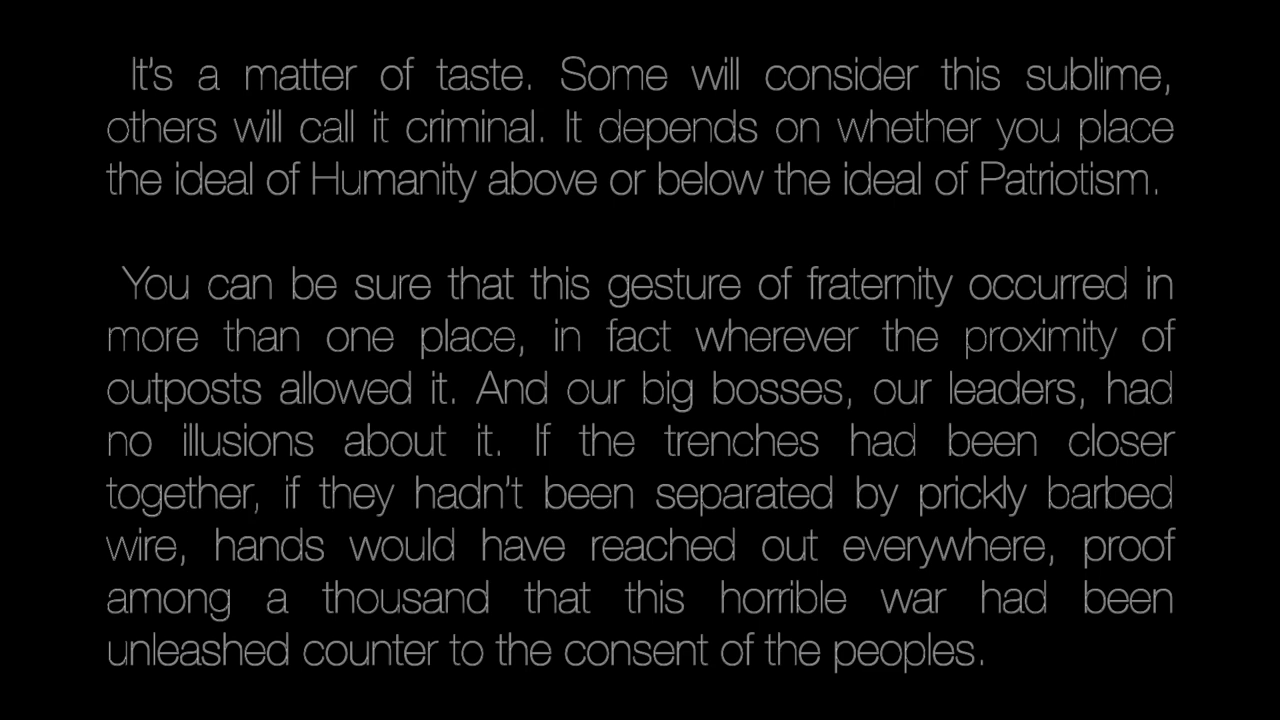 It's a matter of taste. Some will consider this sublime,
others will call it criminal. It depends on whether you place
the ideal of Humanity above or below the ideal of Patriotism.
You can be sure that this gesture of fraternity occurred in
more than one place, in fact wherever the proximity of
outposts allowed it. And our big bosses, our leaders, had
no illusions about it. If the trenches had been closer
together, if they hadn't been separated by prickly barbed
wire, hands would have reached out everywhere, proof
among a thousand that this horrible war had been
unleashed counter to the consent of the peoples.